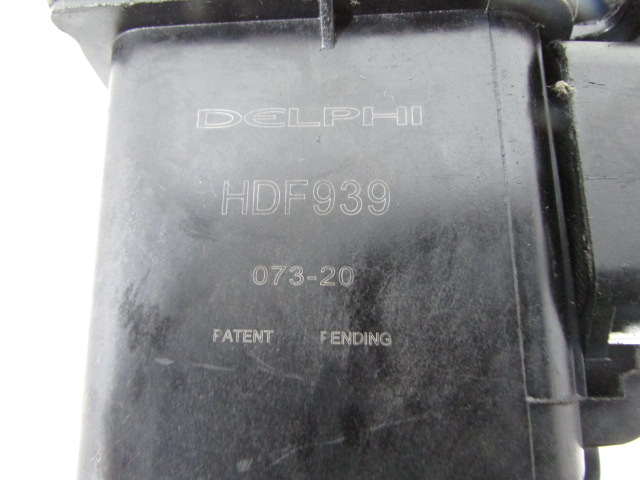 DELPHI
HDF939
073-20
PATENT PENDING